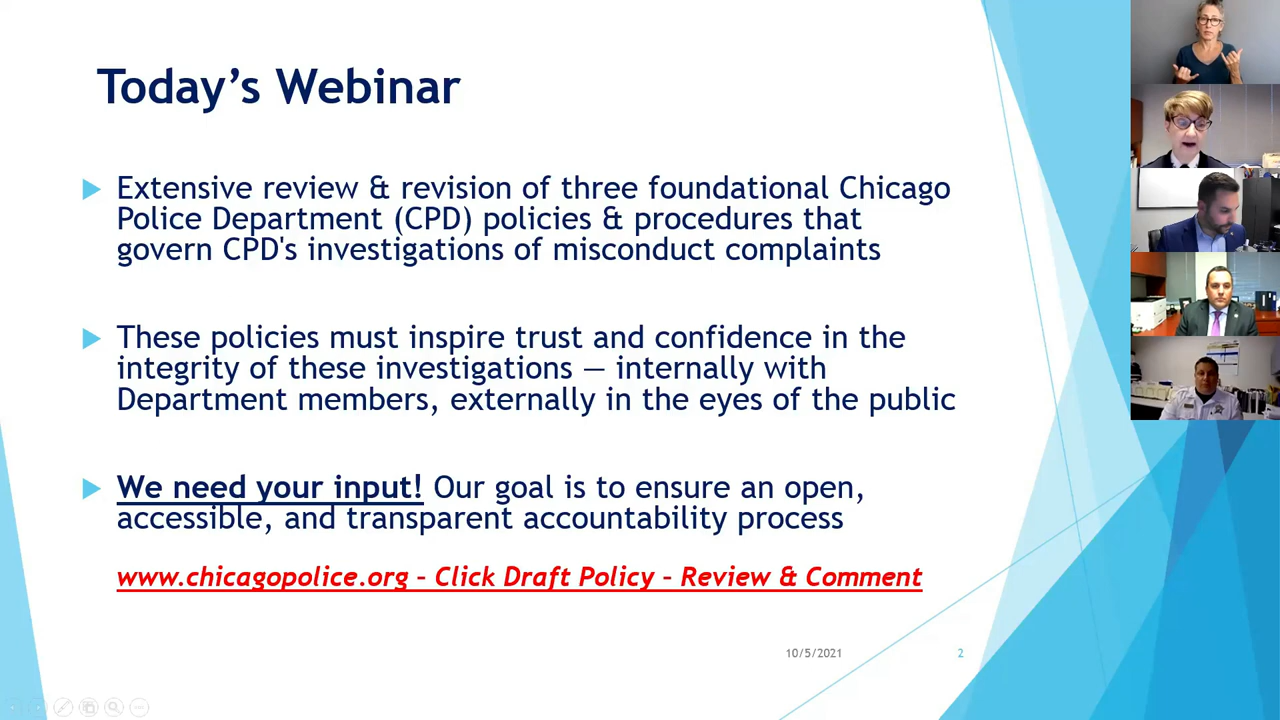 Today’s Webinar
Extensive review & revision of three foundational Chicago
Police Department (CPD) policies & procedures that
govern CPD's investigations of misconduct complaints
These policies must inspire trust and confidence in the
integrity of these investigations — internally with
Department members, externally in the eyes of the public
We need your input! Our goal is to ensure an open,
accessible, and transparent accountability process
www.chicagopolice.org – Click Draft Policy – Review & Comment
10/5/2021
2